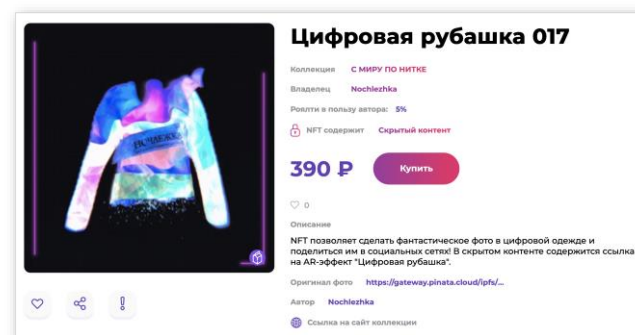 Цифровая рубашка 017
Коллекция С МИРУ ПО НИТКЕ
Владелец Nochlezhka
Роялти в пользу автора: 5%
NFT содержит Скрытый контент
390 ₽ Купить
0
Описание
NFT позволяет сделать фантастическое фото в цифровой одежде и
поделиться им в социальных сетях! В скрытом контенте содержится ссылка
на AR-эффект "Цифровая рубашка".
Оригинал фото https://gateway.pinata.cloud/ipfs/...
Автор Nochlezhka
Ссылка на сайт коллекции